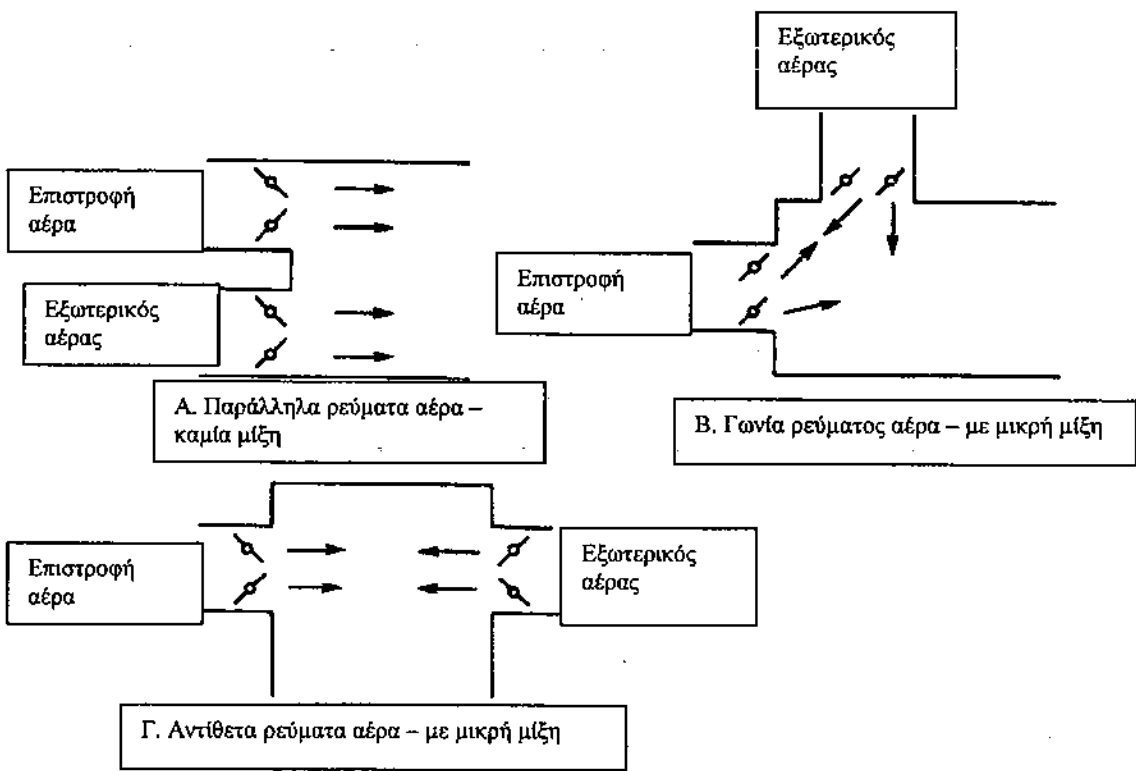 Εξωτερικός
αέρας
Επιστροφή
αέρα
Εξωτερικός
αέρας
Επιστροφή
αέρα
Α. Παράλληλα ρεύματα αέρα –
καμία μίξη
Β. Γωνία ρεύματος αέρα – με μικρή μίξη
Επιστροφή
αέρα
Εξωτερικός
αέρας
Γ. Αντίθετα ρεύματα αέρα – με μικρή μίξη